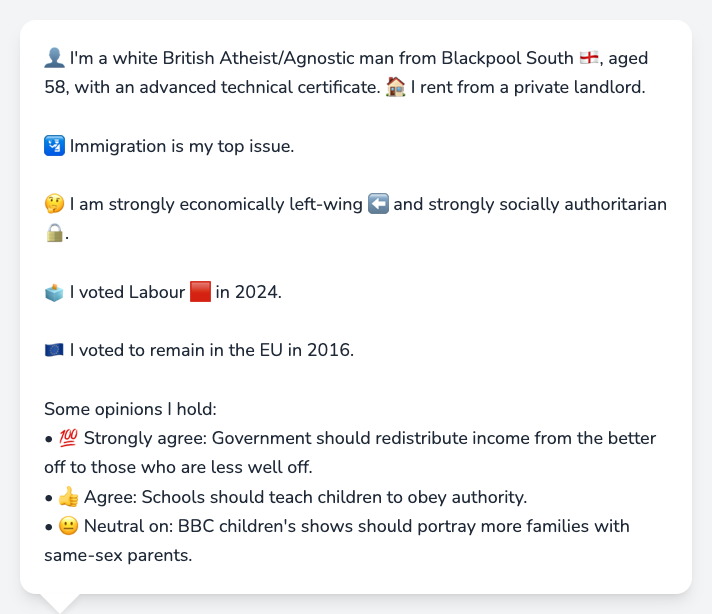 👤 I'm a white British Atheist/Agnostic man from Blackpool South 🏴󠁧󠁢󠁥󠁮󠁧󠁿, aged
58, with an advanced technical certificate. 🏠 I rent from a private landlord.
🛂 Immigration is my top issue.
🤔 I am strongly economically left-wing ⬅️ and strongly socially authoritarian
🔒.
🗳️ I voted Labour 🟥 in 2024.
🇪🇺 I voted to remain in the EU in 2016.
Some opinions I hold:
• 💯 Strongly agree: Government should redistribute income from the better
off to those who are less well off.
• 👍 Agree: Schools should teach children to obey authority.
• 😐 Neutral on: BBC children's shows should portray more families with
same-sex parents.